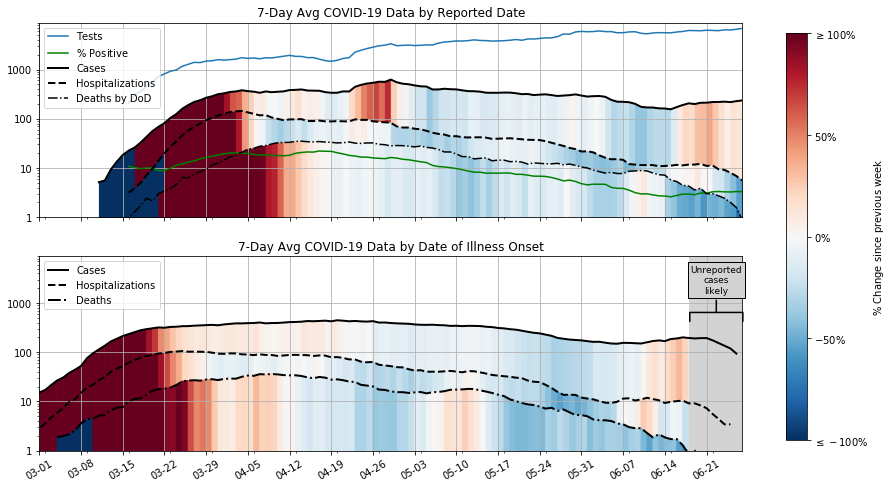 7-Day Avg COVID-19 Data by Reported Date
Tests
% Positive
Cases
Hospitalizations
Deaths by DoD
1000
100
10
1
7-Day Avg COVID-19 Data by Date of Illness Onset
Cases
Hospitalizations
Deaths
Unreported
cases
likely
1000
100
10
1
03-01
03-08
03-15
03-22
03-29
04-05
04-12
04-19
04-26
05-03
05-10
05-17
05-24
05-31
06-07
06-14
06-21
≥100%
50%
0%
−50%
≤ −100%
% Change since previous week